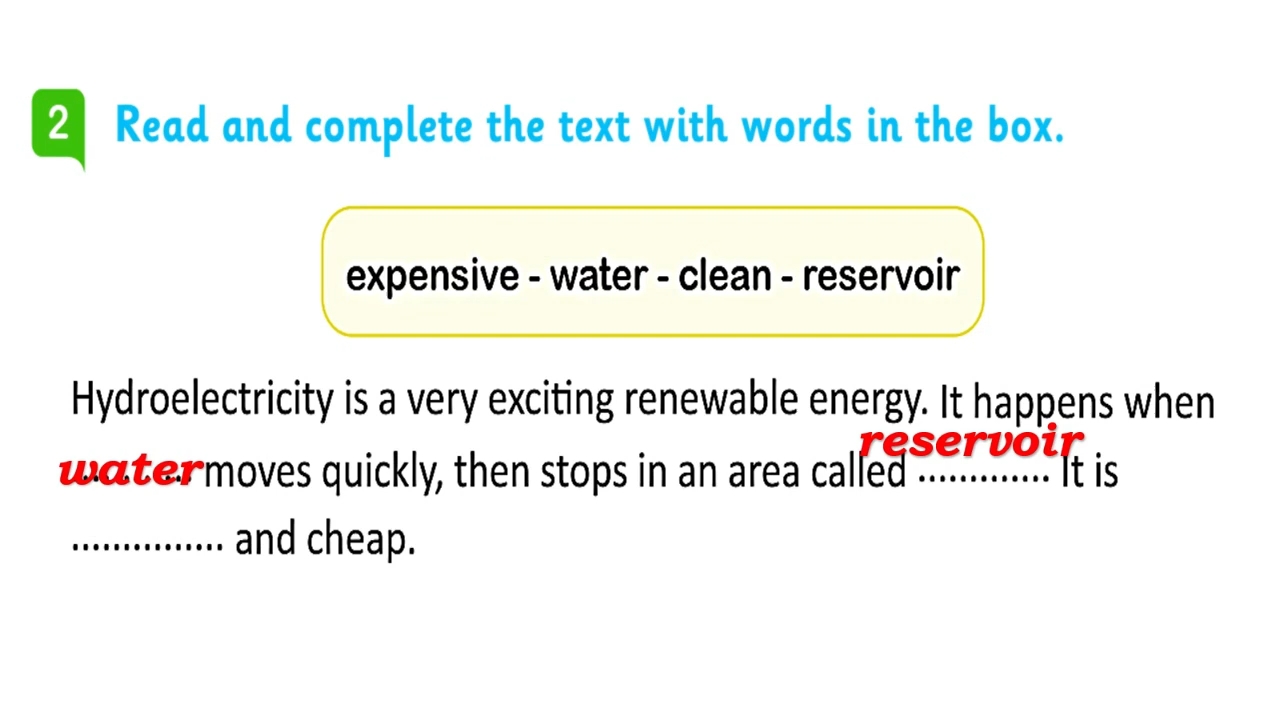 2 Read and complete the text with words in the box.
expensive - water - clean - reservoir
Hydroelectricity is a very exciting renewable energy. It happens when
water moves quickly, then stops in an area called reservoir ............. It is
............... and cheap.